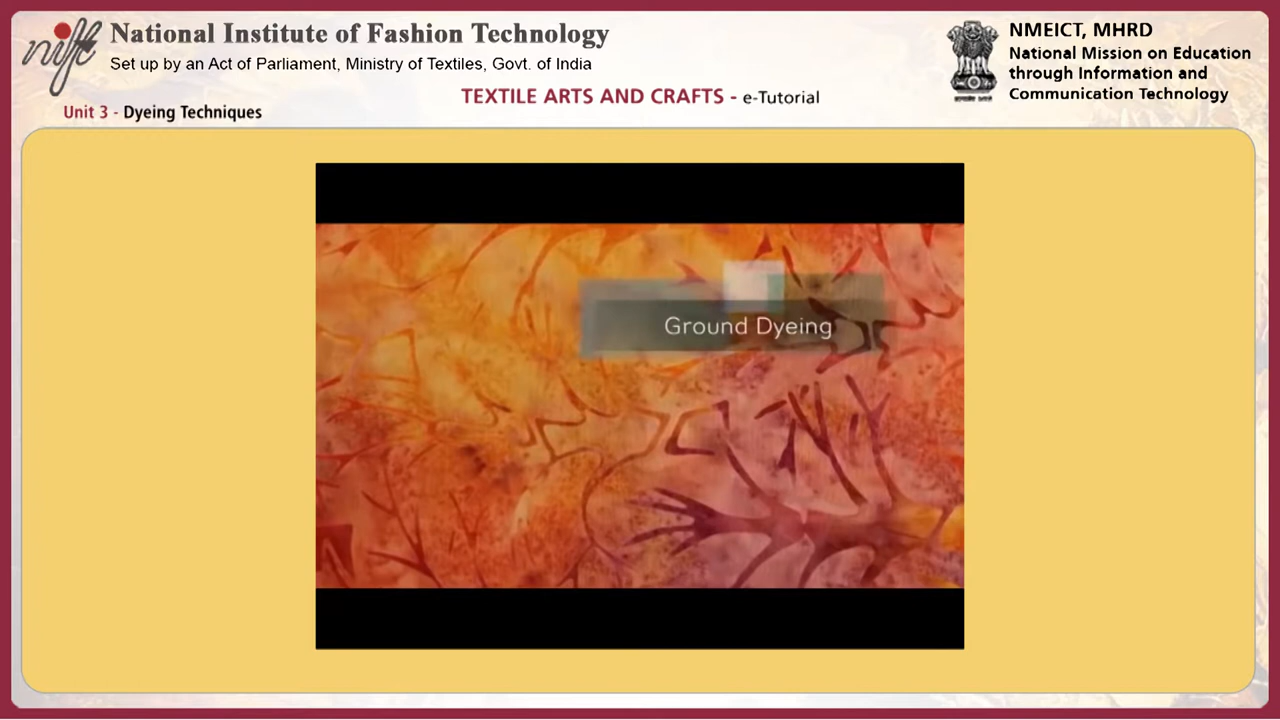 nift
National Institute of Fashion Technology
Set up by an Act of Parliament, Ministry of Textiles, Govt. of India
NMEICT, MHRD
National Mission on Education
through Information and
Communication Technology
TEXTILE ARTS AND CRAFTS - e-Tutorial
Unit 3 - Dyeing Techniques
Ground Dyeing